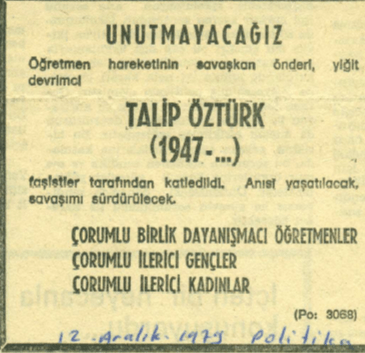 UNUTMAYACAĞIZ
Öğretmen hareketinin savaşkan önderi, yiğit
devrimci
TALİP ÖZTÜRK
(1947-...)
faşistler tarafından katledildi. Anısı yaşatılacak,
savaşımı sürdürülecek.
ÇORUMLU BİRLİK DAYANIŞMACI ÖĞRETMENLER
ÇORUMLU İLERİCİ GENÇLER
ÇORUMLU İLERİCİ KADINLAR
(Po: 3068)
12.Aralık.1979 Politika